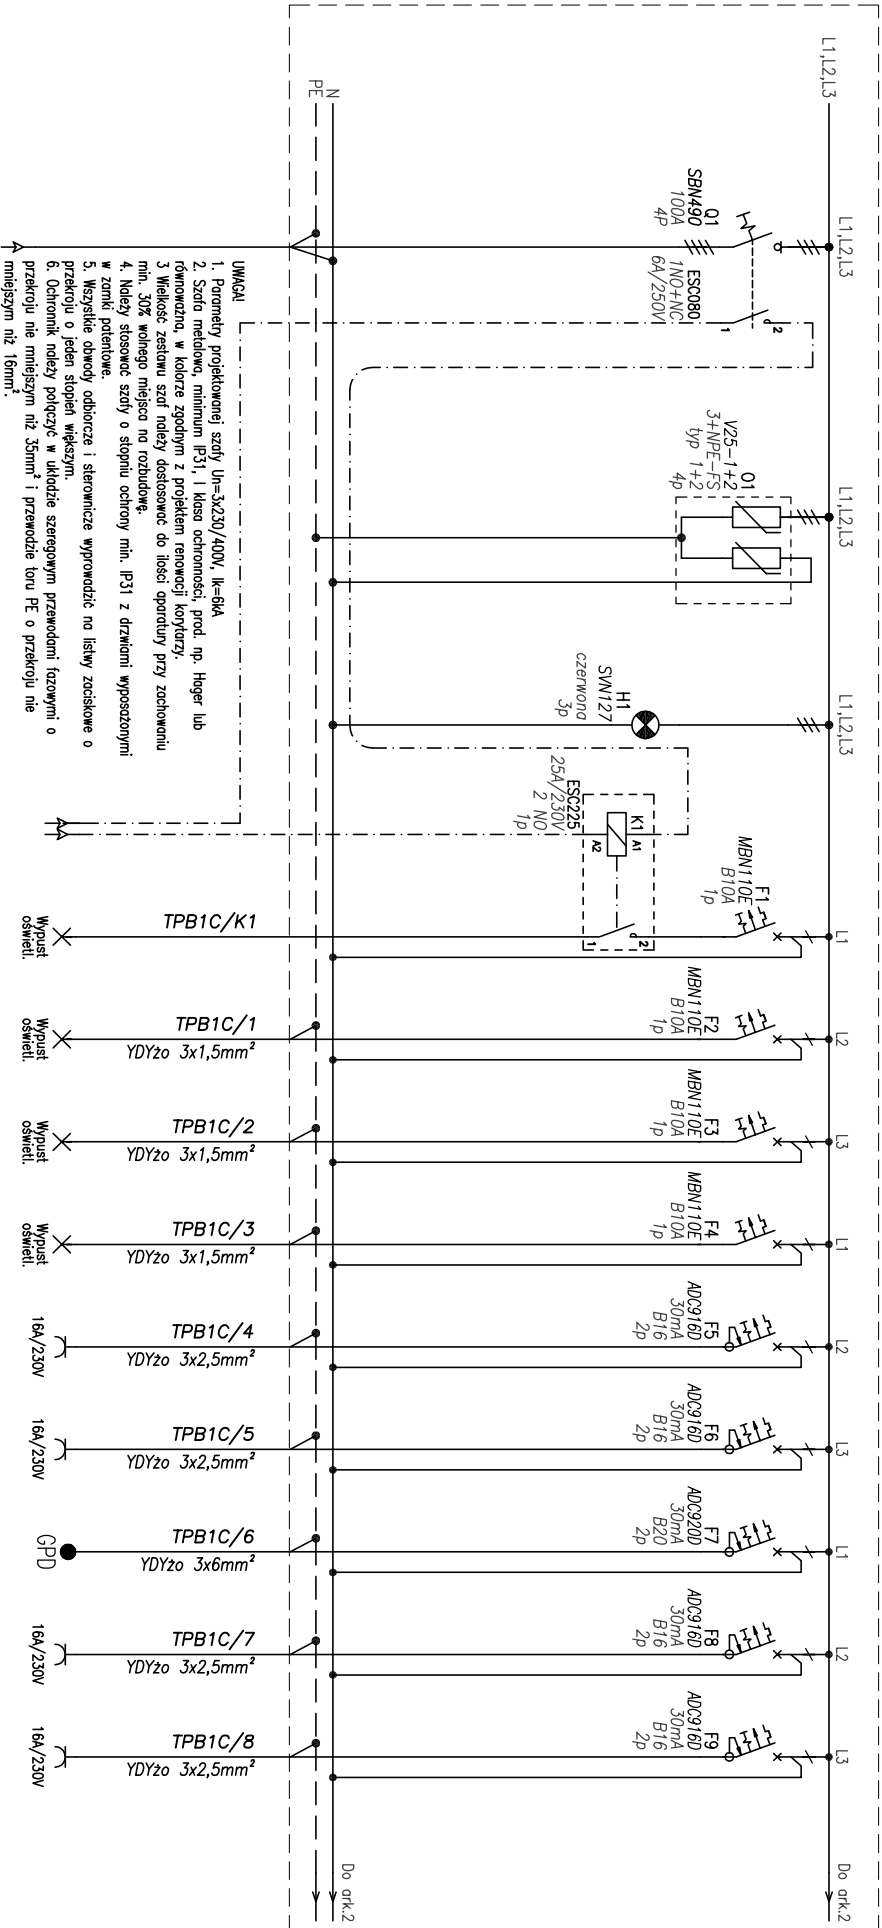 L1,L2,L3
N
PE
L1,L2,L3
Q1
SBN490
100A
4P
ESC080
1NO+NC
6A/250V
1
2
L1,L2,L3
O1
V25-1+2
3+NPE-FS
typ 1+2
4p
L1,L2,L3
H1
SVN127
czerwona
3p
K1
A1
A2
ESC225
25A/230V
2 NO
1p
1
2
L1
F1
MBN110E
B10A
1p
TPB1C/K1
Wypust
oświetl.
L2
F2
MBN110E
B10A
1p
TPB1C/1
YDYżo 3x1,5mm²
Wypust
oświetl.
L3
F3
MBN110E
B10A
1p
TPB1C/2
YDYżo 3x1,5mm²
Wypust
oświetl.
L1
F4
MBN110E
B10A
1p
TPB1C/3
YDYżo 3x1,5mm²
Wypust
oświetl.
L2
F5
ADC916D
30mA
B16
2p
TPB1C/4
YDYżo 3x2,5mm²
16A/230V
L3
F6
ADC916D
30mA
B16
2p
TPB1C/5
YDYżo 3x2,5mm²
16A/230V
L1
F7
ADC920D
30mA
B20
2p
TPB1C/6
YDYżo 3x6mm²
GPD
L2
F8
ADC916D
30mA
B16
2p
TPB1C/7
YDYżo 3x2,5mm²
16A/230V
L3
F9
ADC916D
30mA
B16
2p
TPB1C/8
YDYżo 3x2,5mm²
16A/230V
Do ark.2
Do ark.2
UWAGA!
1. Parametry projektowanej szafy Un=3x230/400V, Ik=6kA
2. Szafa metalowa, minimum IP31, I klasa ochronności, prod. np. Hager lub
równoważna, w kolorze zgodnym z projektem renowacji korytarzy.
3 Wielkość zestawu szaf należy dostosować do ilości aparatury przy zachowaniu
min. 30% wolnego miejsca na rozbudowę.
4. Należy stosować szafy o stopniu ochrony min. IP31 z drzwiami wyposażonymi
w zamki patentowe.
5. Wszystkie obwody odbiorcze i sterownicze wyprowadzić na listwy zaciskowe o
przekroju o jeden stopień większym.
6. Ochronnik należy połączyć w układzie szeregowym przewodami fazowymi o
przekroju nie mniejszym niż 35mm² i przewodzie toru PE o przekroju nie
mniejszym niż 16mm².